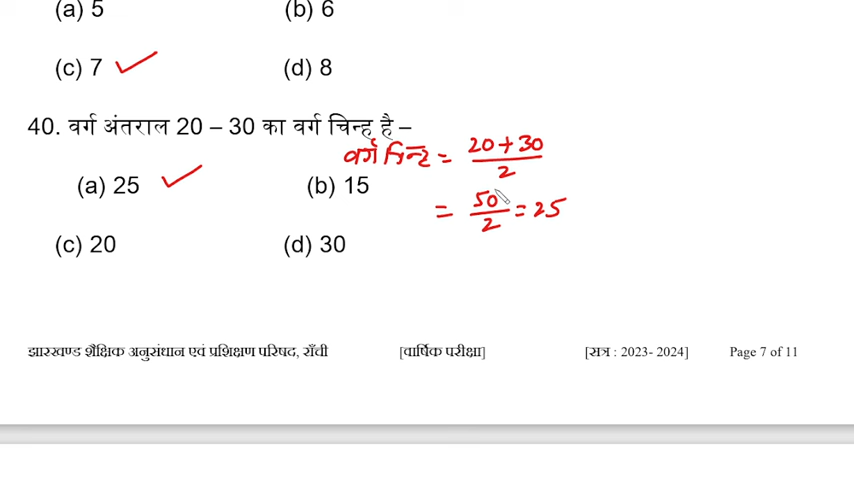 (a) 5 (b) 6
(c) 7 (d) 8
40. वर्ग अंतराल 20 – 30 का वर्ग चिन्ह है –
वर्ग चिन्ह = 20+30 / 2
(a) 25 (b) 15
= 50 / 2 = 25
(c) 20 (d) 30
झारखण्ड शैक्षिक अनुसंधान एवं प्रशिक्षण परिषद, राँची [वार्षिक परीक्षा] [सत्र : 2023- 2024] Page 7 of 11